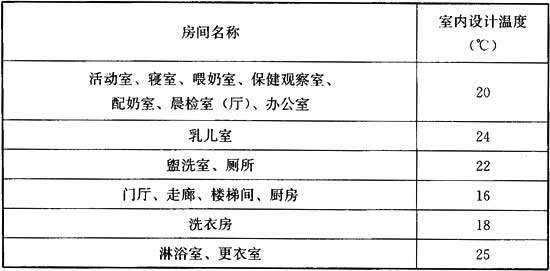 房间名称
室内设计温度
(℃)
活动室、寝室、喂奶室、保健观察室、
配奶室、晨检室（厅）、办公室
20
乳儿室
24
盥洗室、厕所
22
门厅、走廊、楼梯间、厨房
16
洗衣房
18
淋浴室、更衣室
25